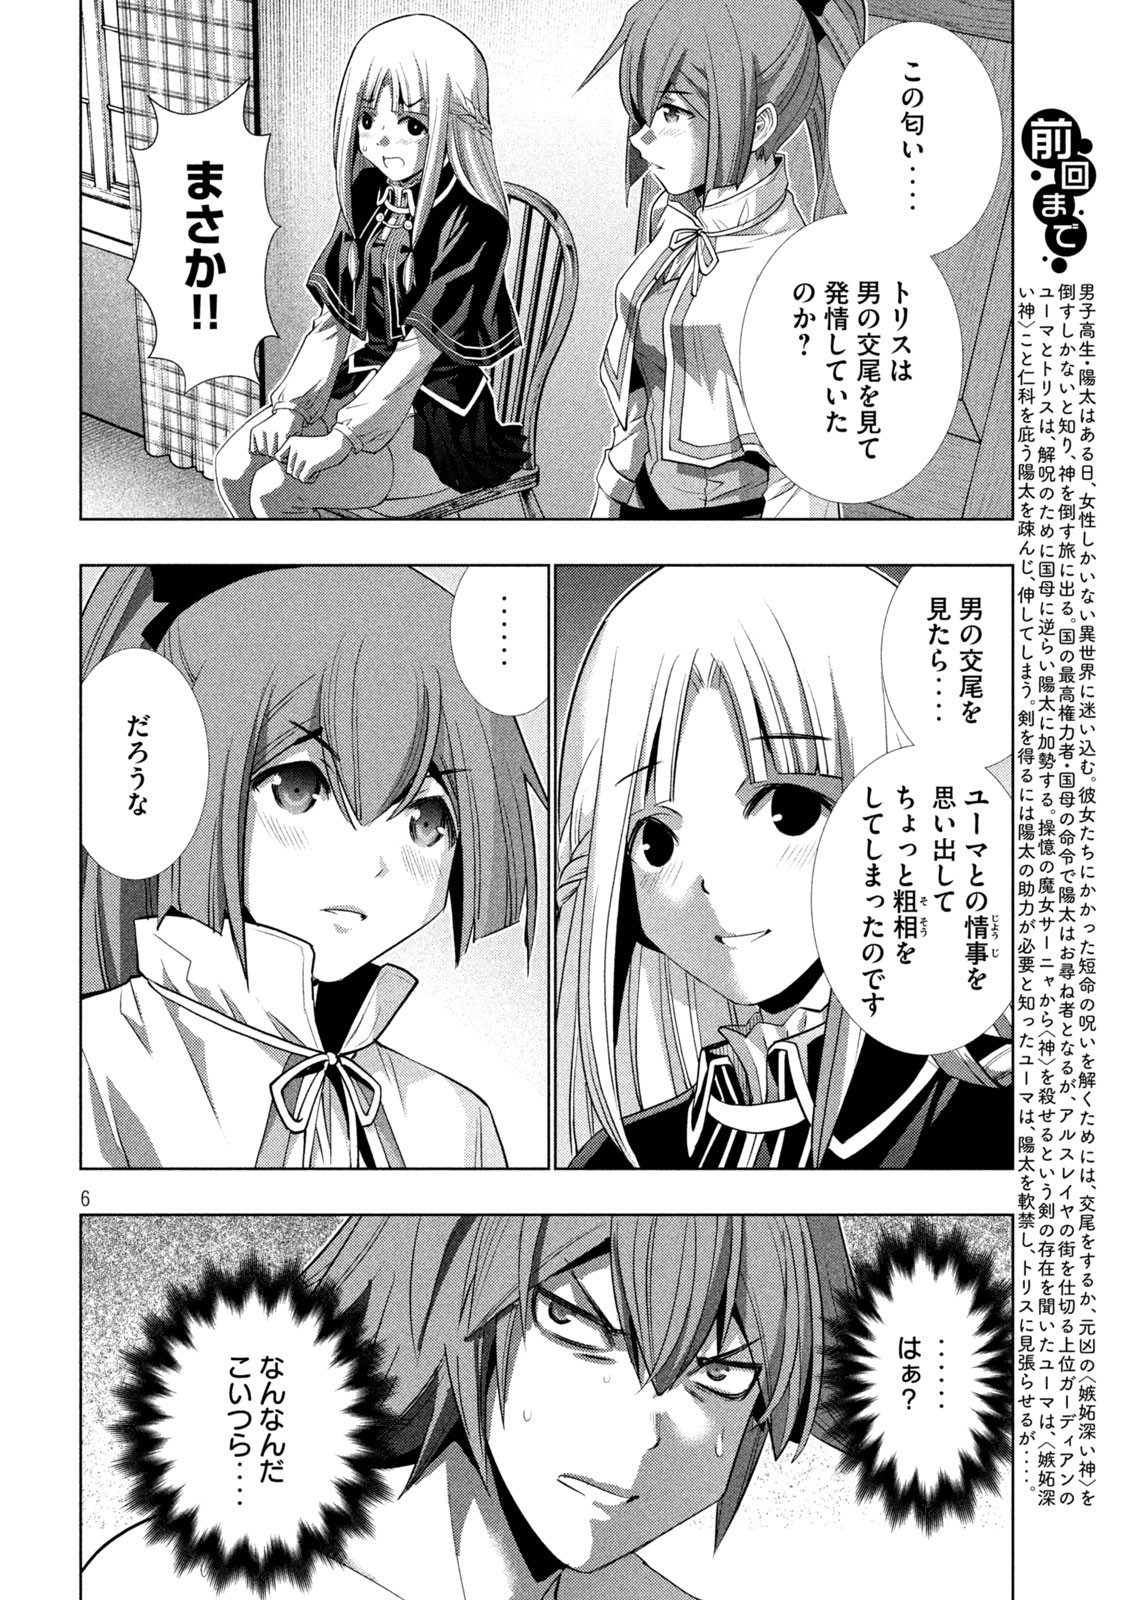 前回まで
男子高生・陽太はある日、女性しかいない異世界に迷い込む。彼女たちにかかった短命の呪いを解くためには、交尾をするか、元凶の〈嫉妬深い神〉を
倒すしかないと知り、神を倒す旅に出る。国の最高権力者・国母の命令で陽太はお尋ね者となるが、アルスレイヤの街を仕切る上位ガーディアンの
ユーマとトリスは、解呪のために国母に逆らい陽太に加勢する。操憶の魔女サーニャから〈神〉を殺せるという剣の存在を聞いたユーマは、〈嫉妬深
い神〉こと仁科を庇う陽太を疎んじ、伸してしまう。剣を得るには陽太の助力が必要と知ったユーマは、陽太を軟禁し、トリスに見張らせるが‥‥。
この匂い‥‥
トリスは
男の交尾を見て
発情していた
のか?
まさか!!
男の交尾を
見たら‥‥
ユーマとの情事を
じょうじ
思い出して
ちょっと粗相を
そそう
してしまったのです
‥‥‥
だろうな
‥‥‥
はぁ?
なんなんだ
こいつら‥‥
6